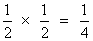 1/2 × 1/2 = 1/4